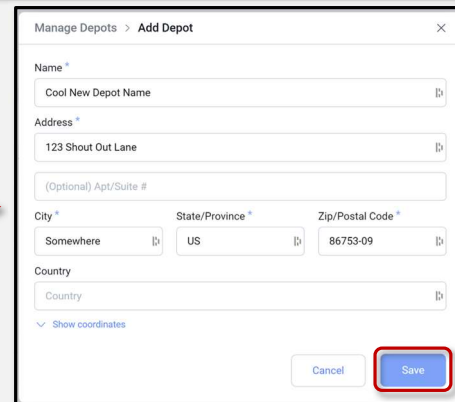 Manage Depots > Add Depot
Name *
Cool New Depot Name
Address *
123 Shout Out Lane
(Optional) Apt/Suite #
City * State/Province * Zip/Postal Code *
Somewhere US 86753-09
Country
Country
Show coordinates
Cancel Save